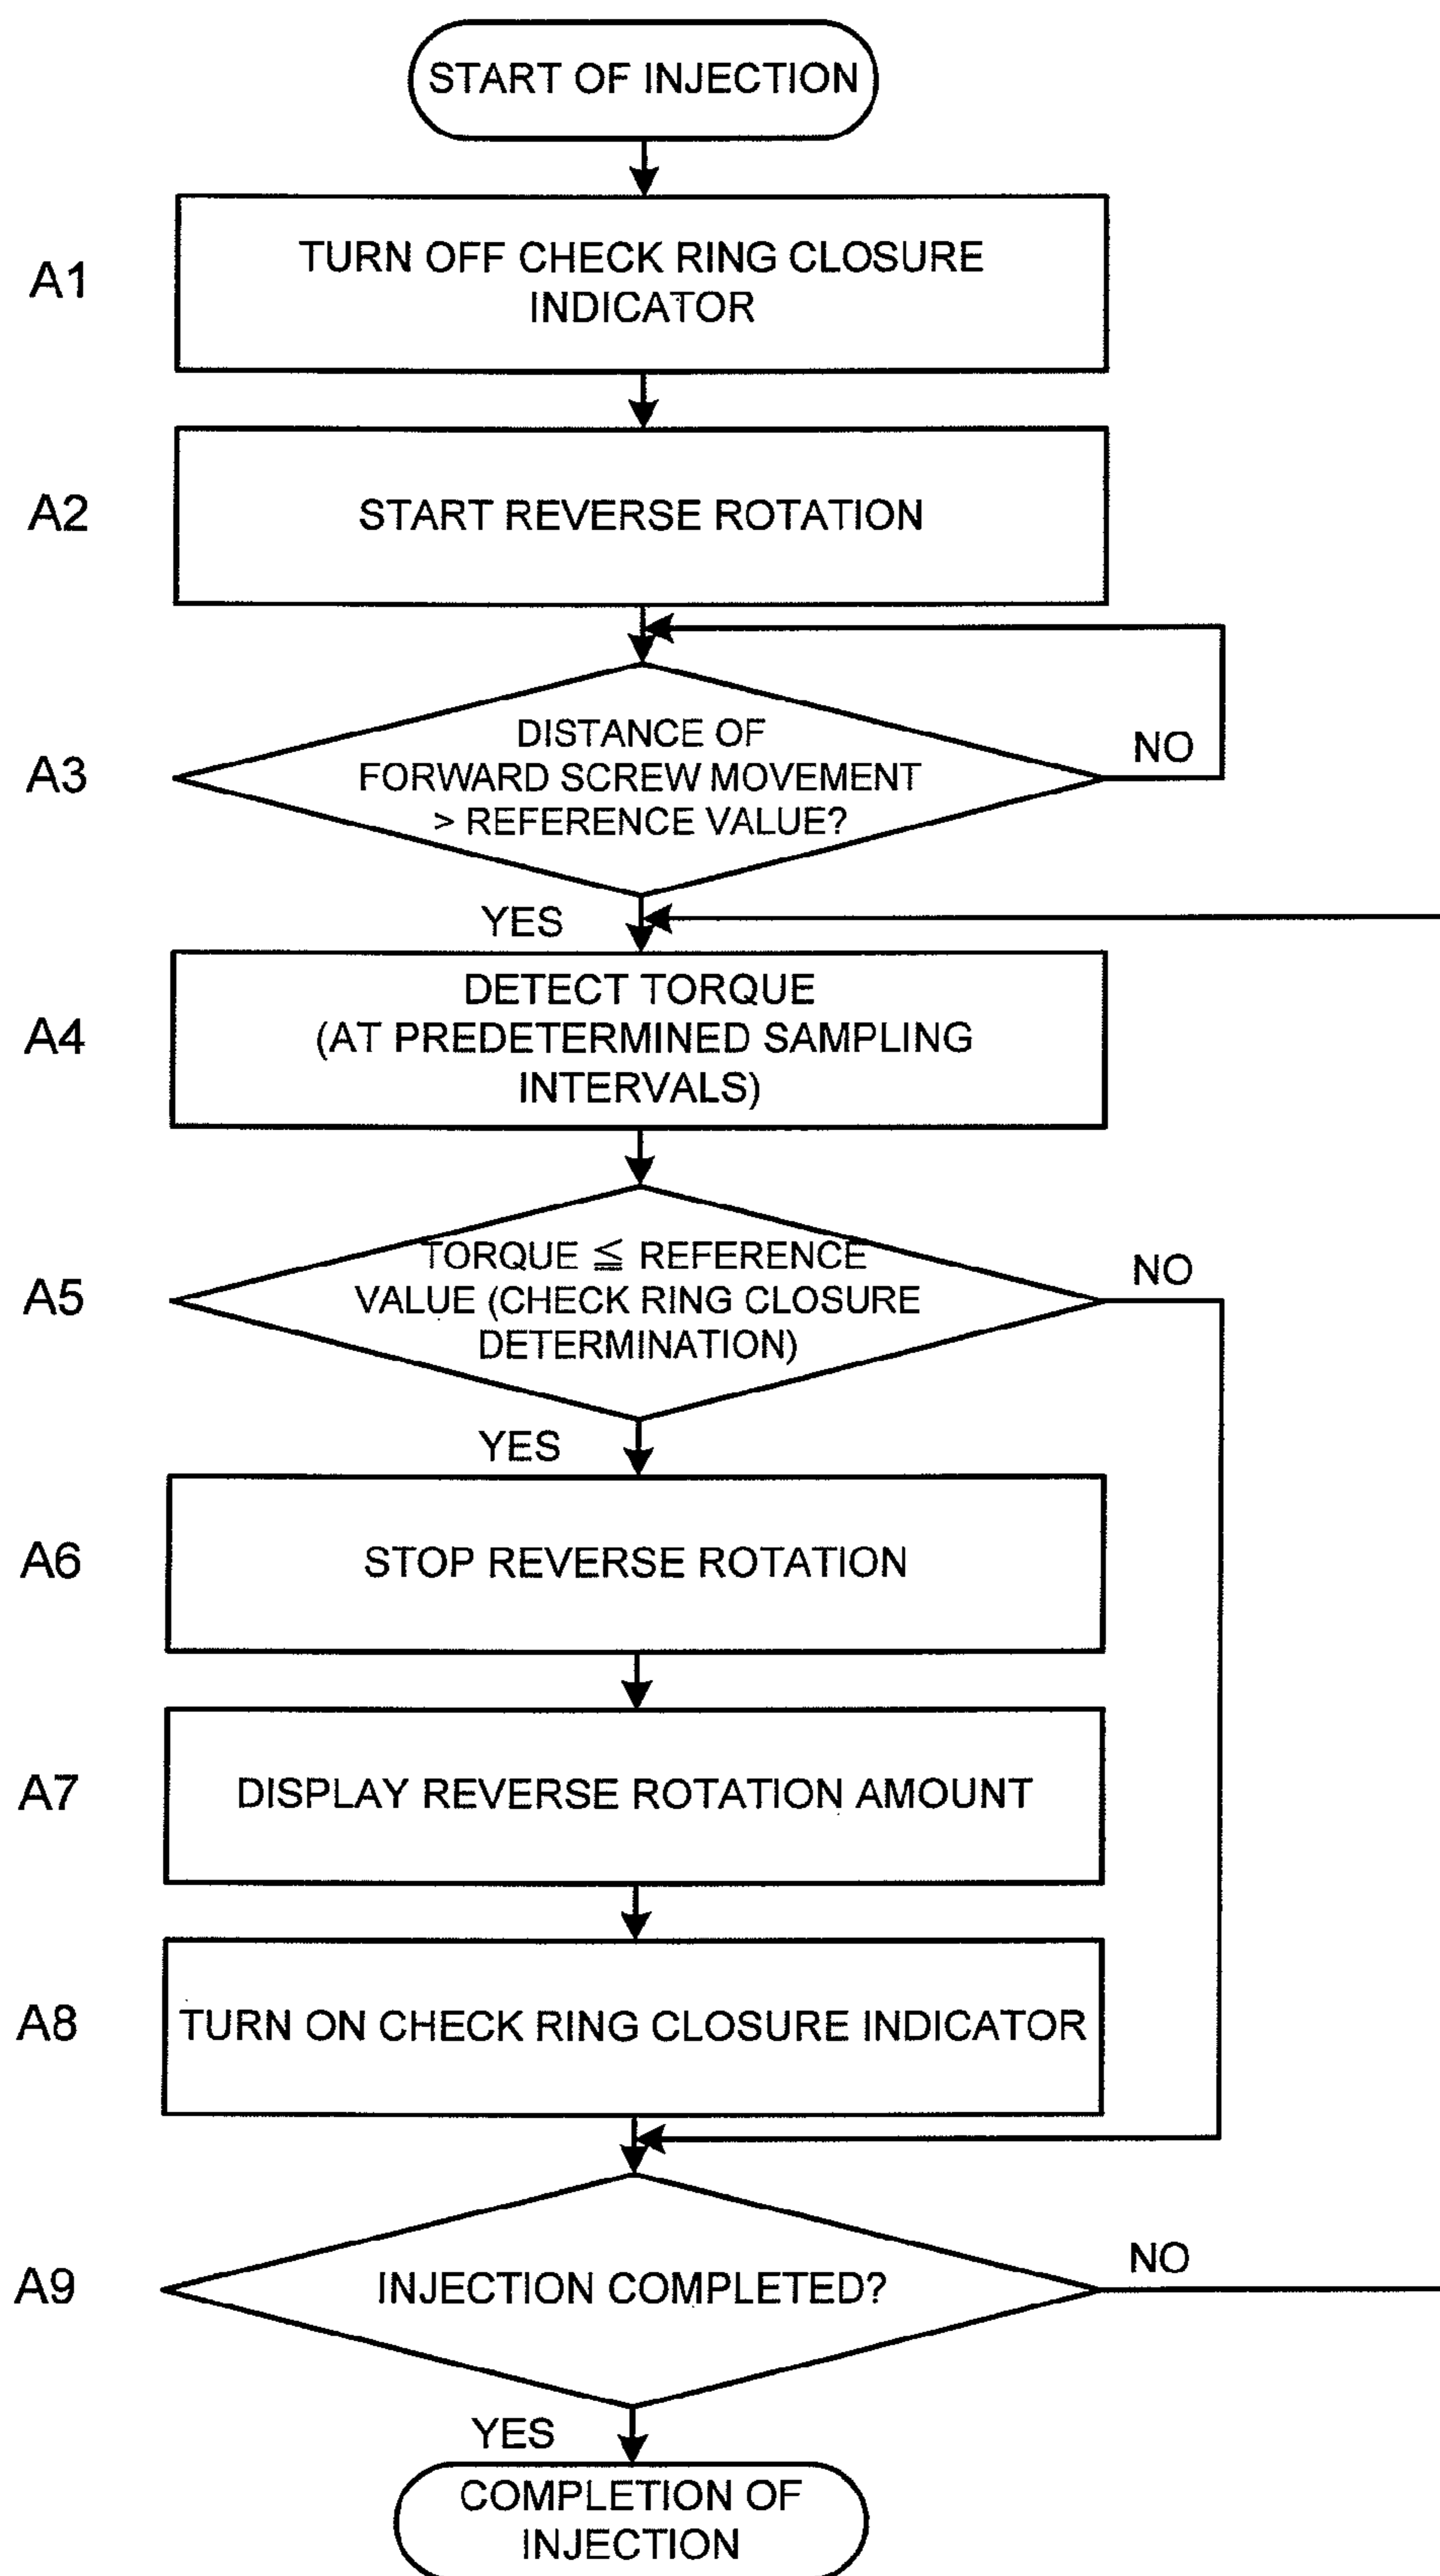 START OF INJECTION
A1
TURN OFF CHECK RING CLOSURE
INDICATOR
A2
START REVERSE ROTATION
A3
DISTANCE OF
FORWARD SCREW MOVEMENT
> REFERENCE VALUE?
NO
YES
A4
DETECT TORQUE
(AT PREDETERMINED SAMPLING
INTERVALS)
A5
TORQUE ≦ REFERENCE
VALUE (CHECK RING CLOSURE
DETERMINATION)
NO
YES
A6
STOP REVERSE ROTATION
A7
DISPLAY REVERSE ROTATION AMOUNT
A8
TURN ON CHECK RING CLOSURE INDICATOR
A9
INJECTION COMPLETED?
NO
YES
COMPLETION OF
INJECTION